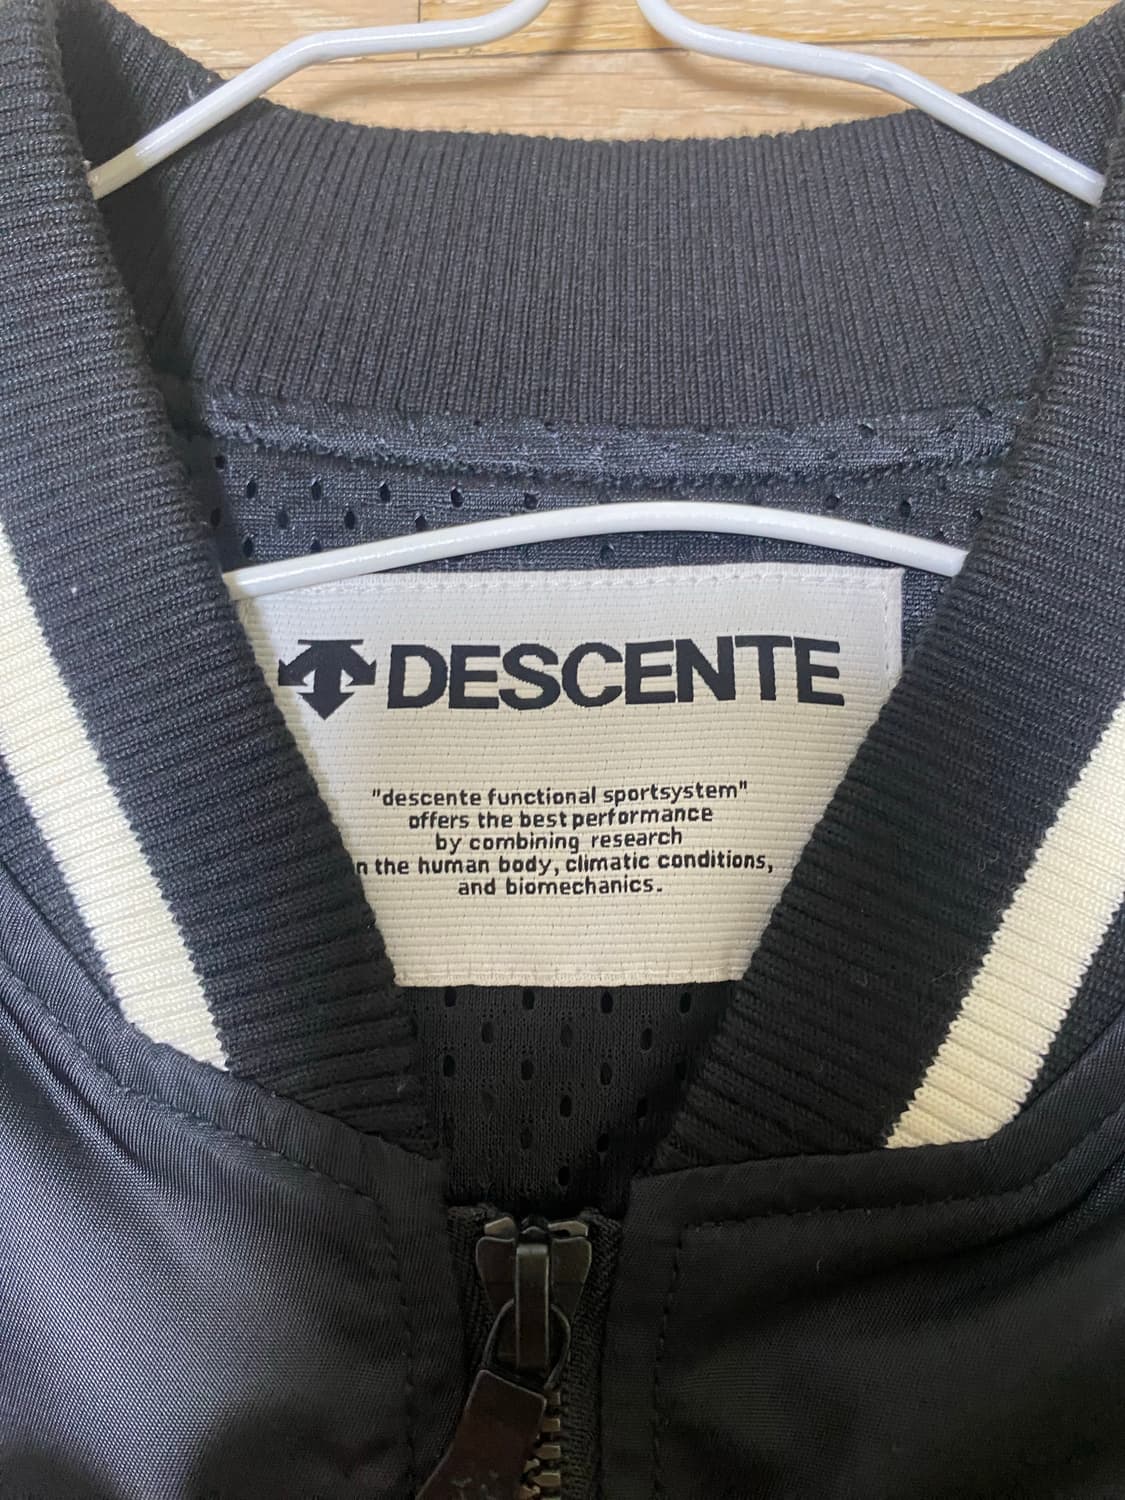 DESCENTE
"descente functional sportsystem"
offers the best performance
by combining research
n the human body, climatic conditions,
and biomechanics.